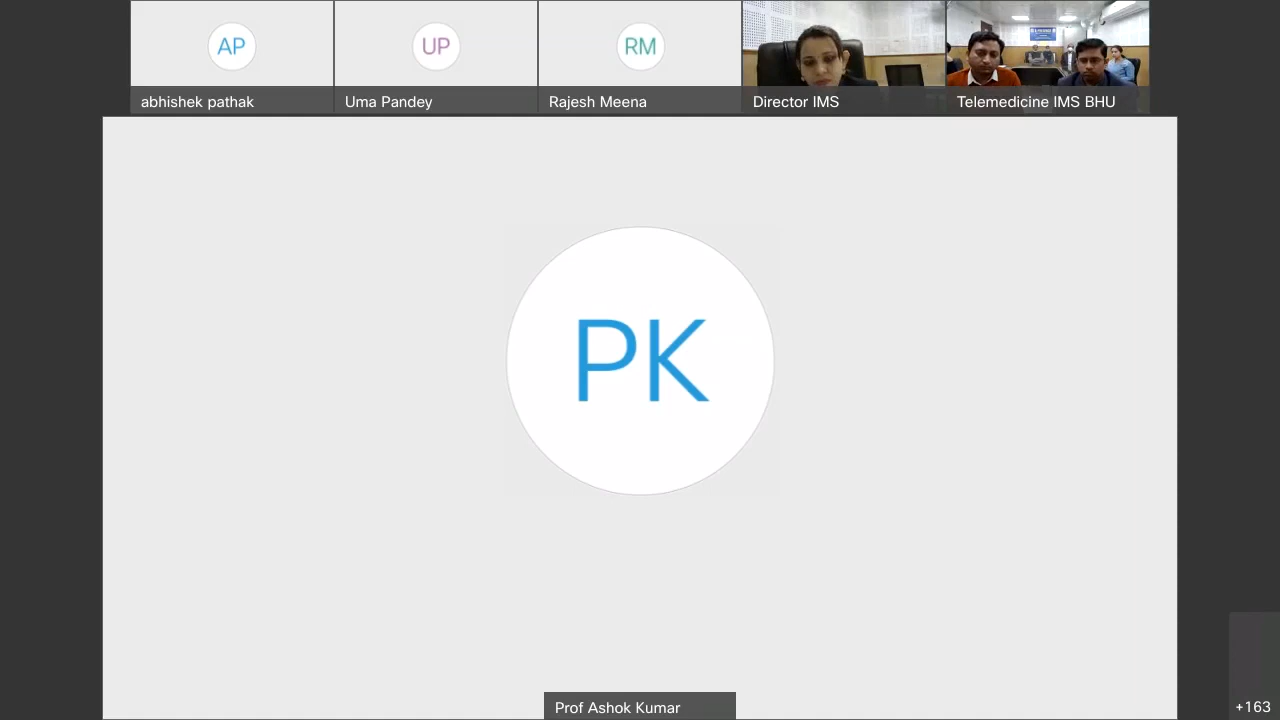 AP
UP
RM
abhishek pathak
Uma Pandey
Rajesh Meena
Director IMS
Telemedicine IMS BHU
PK
Prof Ashok Kumar
+163